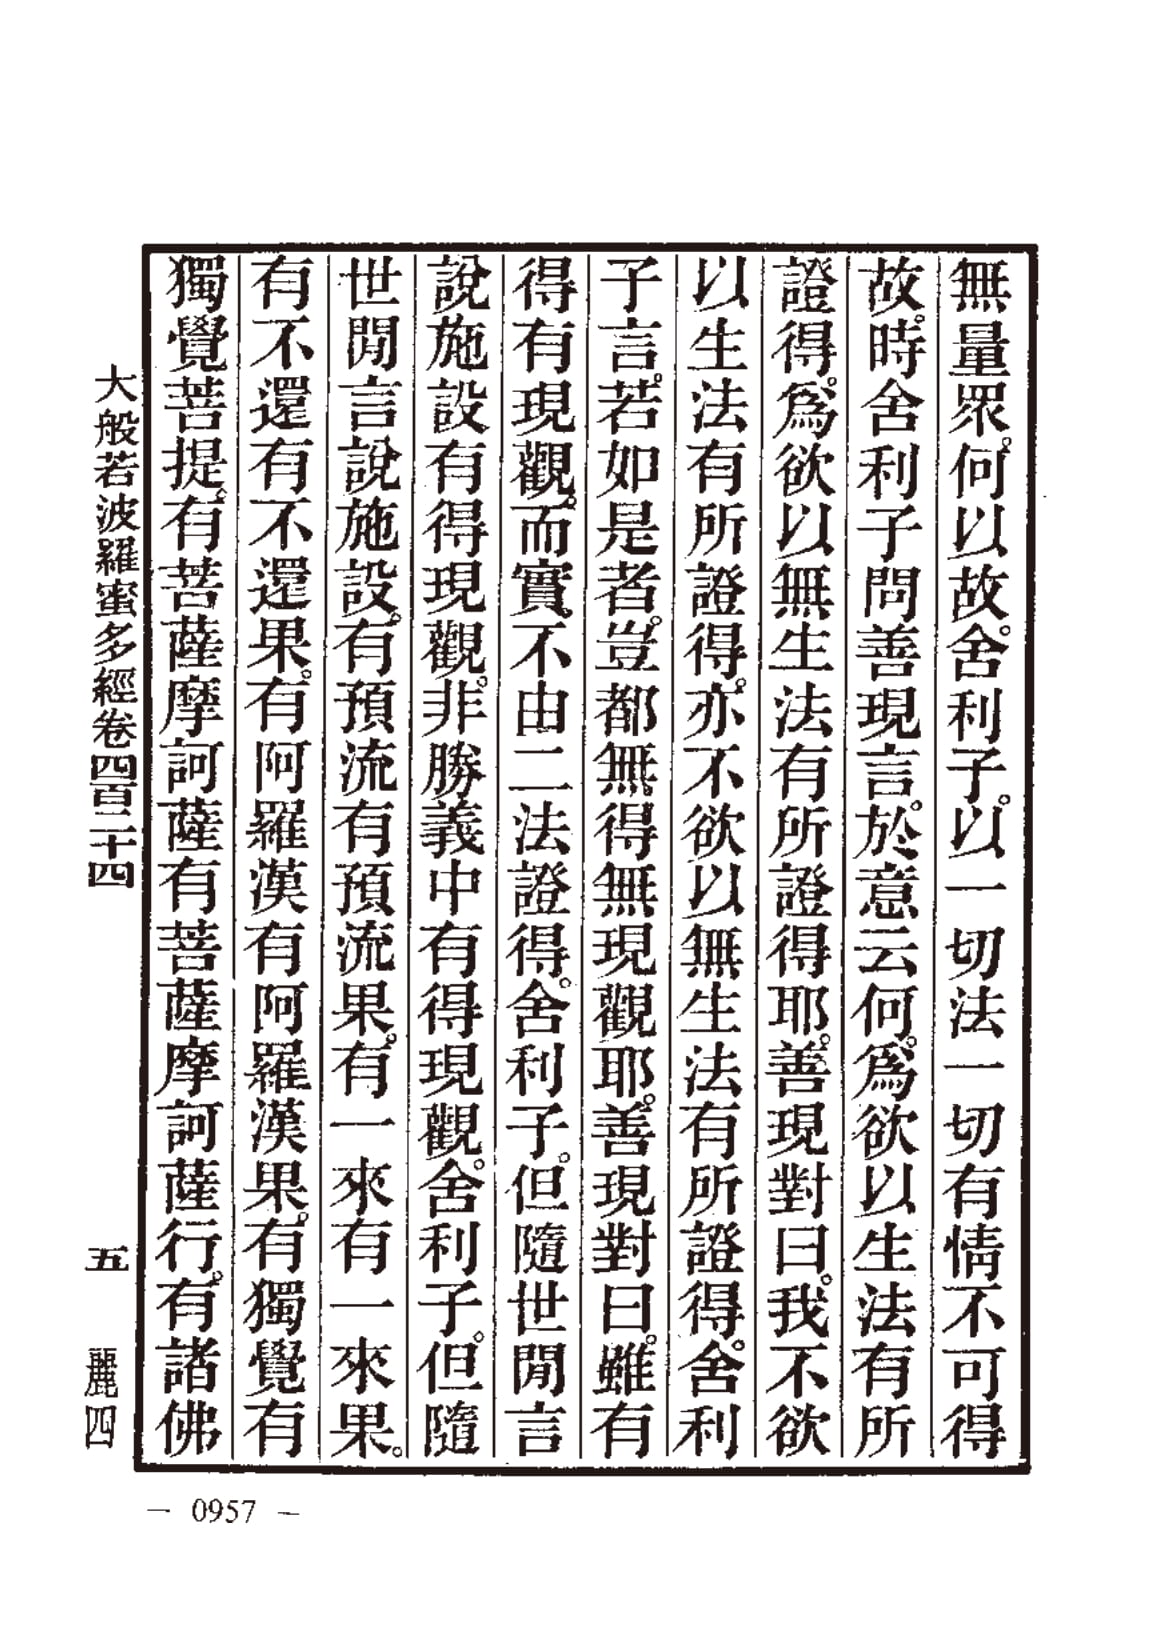 無量眾。何以故。舍利子。以一切法一切有情不可得
故。時舍利子問善現言。於意云何。爲欲以生法有所
證得。爲欲以無生法有所證得耶。善現對曰。我不欲
以生法有所證得。亦不欲以無生法有所證得。舍利
子言。若如是者。豈都無得無現觀耶。善現對曰。雖有
得有現觀。而實不由二法證得。舍利子。但隨世閒言
說施設有得現觀。非勝義中有得現觀。舍利子。但隨
世閒言說施設。有預流有預流果。有一來有一來果。
有不還有不還果。有阿羅漢有阿羅漢果。有獨覺有
獨覺菩提。有菩薩摩訶薩有菩薩摩訶薩行。有諸佛
大般若波羅蜜多經卷四百二十四 五 麗四
— 0957 —